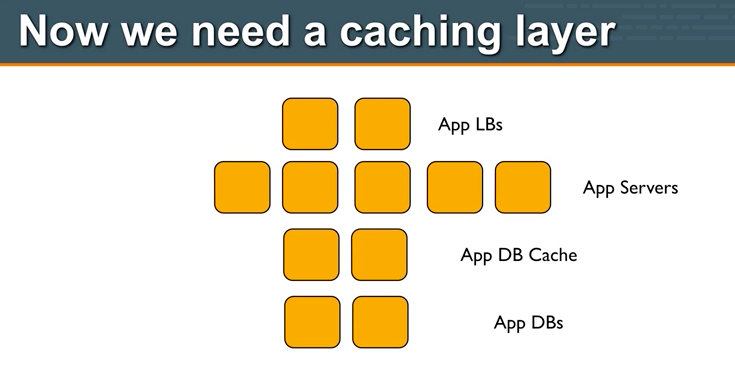 Now we need a caching layer
App LBs
App Servers
App DB Cache
App DBs